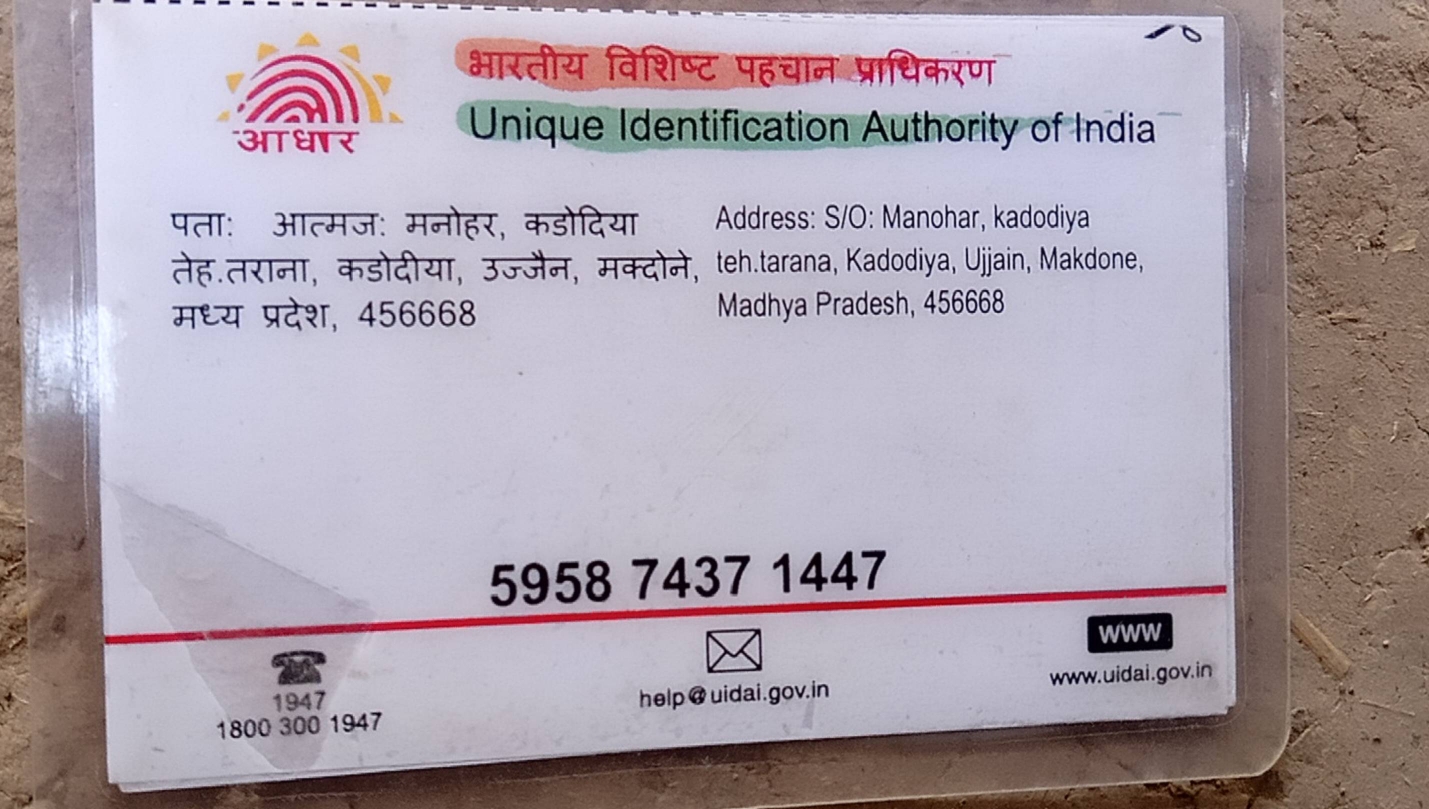 आधार
भारतीय विशिष्ट पहचान प्राधिकरण
Unique Identification Authority of India
पता: आत्मज: मनोहर, कडोदिया
तेह.तराना, कडोदीया, उज्जैन, मक्दोने,
मध्य प्रदेश, 456668
Address: S/O: Manohar, kadodiya
teh.tarana, Kadodiya, Ujjain, Makdone,
Madhya Pradesh, 456668
5958 7437 1447
1947
1800 300 1947
help@uidai.gov.in
WWW
www.uidai.gov.in